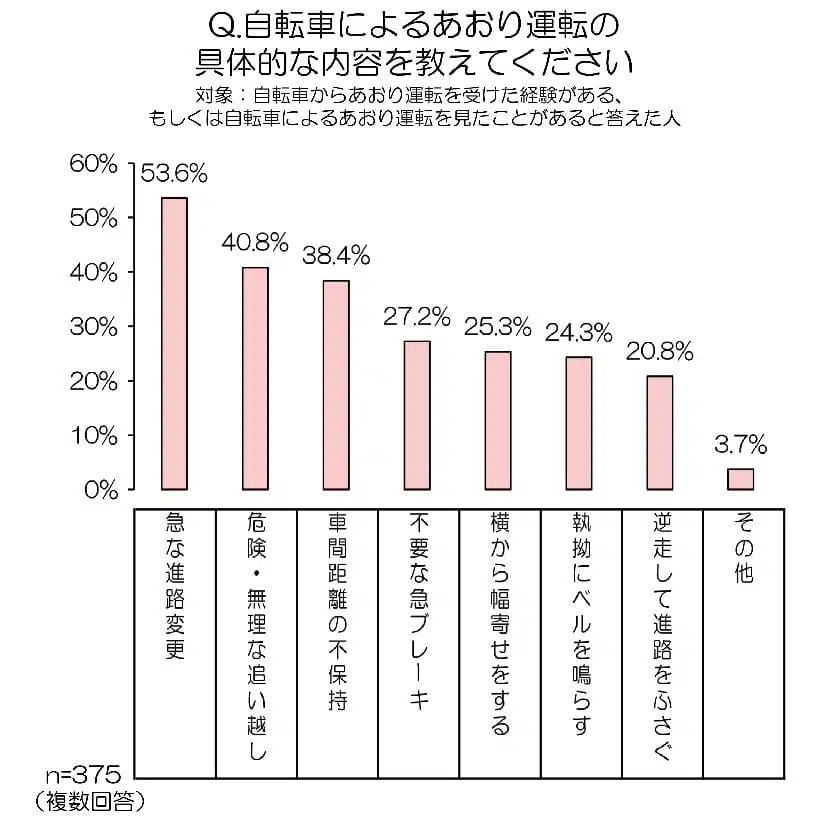 Q.自転車によるあおり運転の
具体的な内容を教えてください
対象：自転車からあおり運転を受けた経験がある、
もしくは自転車によるあおり運転を見たことがあると答えた人
60%
50%
40%
30%
20%
10%
0%
53.6%
40.8%
38.4%
27.2%
25.3%
24.3%
20.8%
3.7%
急な進路変更
危険・無理な追い越し
車間距離の不保持
不要な急ブレーキ
横から幅寄せをする
執拗にベルを鳴らす
逆走して進路をふさぐ
その他
n=375
（複数回答）